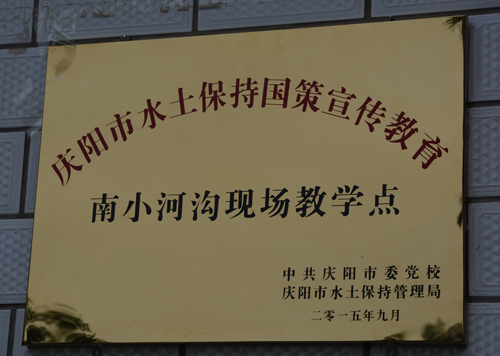 庆阳市水土保持国策宣传教育
南小河沟现场教学点
中共庆阳市委党校
庆阳市水土保持管理局
二零一五年九月